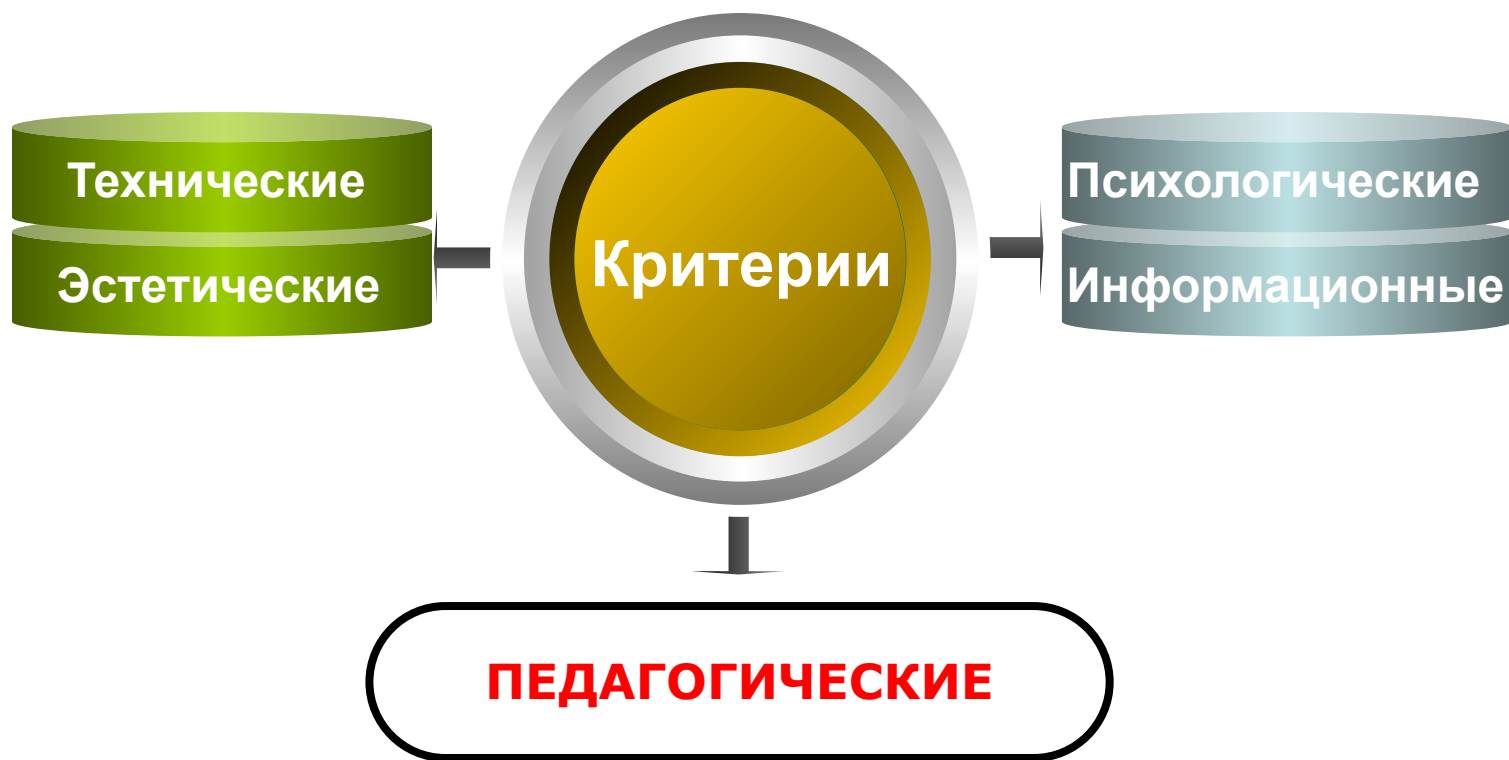 Технические
Эстетические
Критерии
Психологические
Информационные
ПЕДАГОГИЧЕСКИЕ